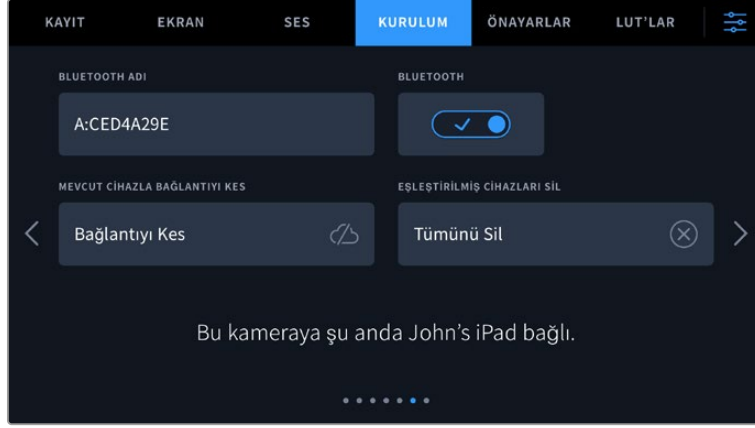 KAYIT EKRAN SES KURULUM ÖNAYARLAR LUT'LAR
BLUETOOTH ADI BLUETOOTH
A:CED4A29E
MEVCUT CİHAZLA BAĞLANTIYI KES EŞLEŞTİRİLMİŞ CİHAZLARI SİL
Bağlantıyı Kes Tümünü Sil
Bu kameraya şu anda John's iPad bağlı.